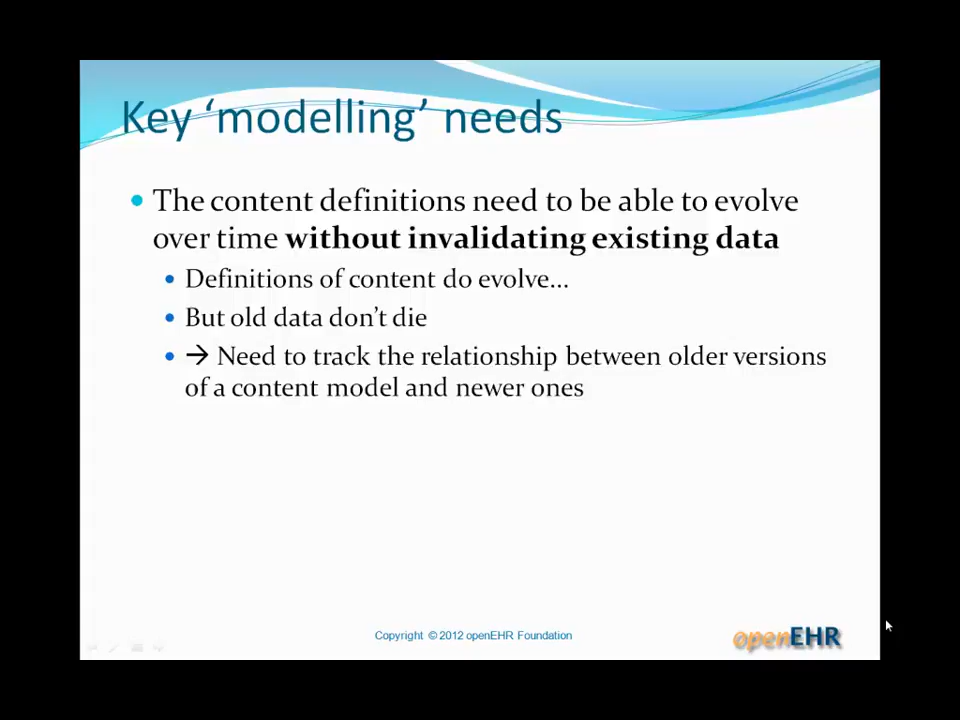 Key ‘modelling’ needs
• The content definitions need to be able to evolve
over time without invalidating existing data
• Definitions of content do evolve...
• But old data don’t die
• → Need to track the relationship between older versions
of a content model and newer ones
Copyright © 2012 openEHR Foundation
openEHR